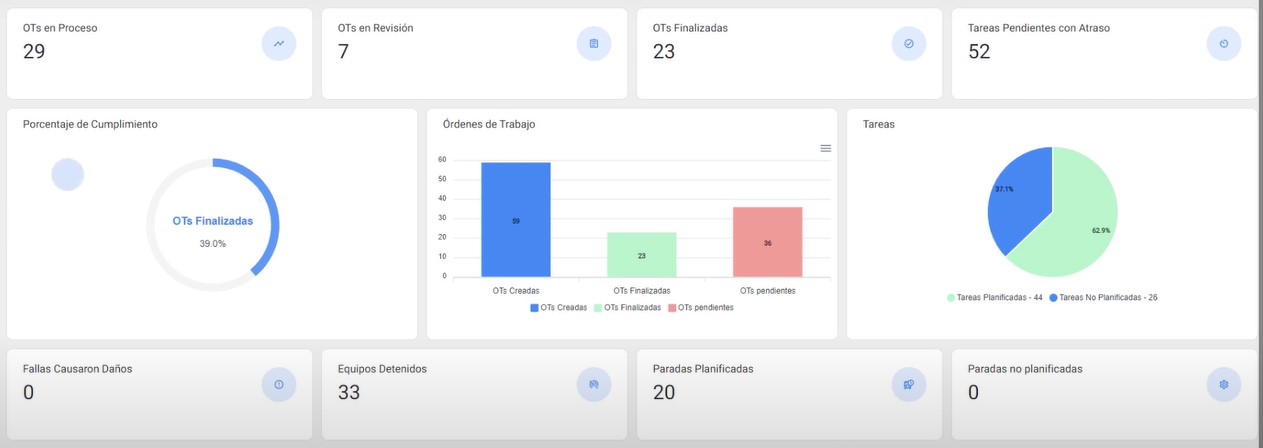 OTs en Proceso
29
OTs en Revisión
7
OTs Finalizadas
23
Tareas Pendientes con Atraso
52
Porcentaje de Cumplimiento
OTs Finalizadas
39.0%
Órdenes de Trabajo
60
50
40
30
20
10
0
59
23
36
OTs Creadas
OTs Finalizadas
OTs pendientes
OTs Creadas OTs Finalizadas OTs pendientes
Tareas
37.1%
62.9%
Tareas Planificadas - 44 Tareas No Planificadas - 26
Fallas Causaron Daños
0
Equipos Detenidos
33
Paradas Planificadas
20
Paradas no planificadas
0